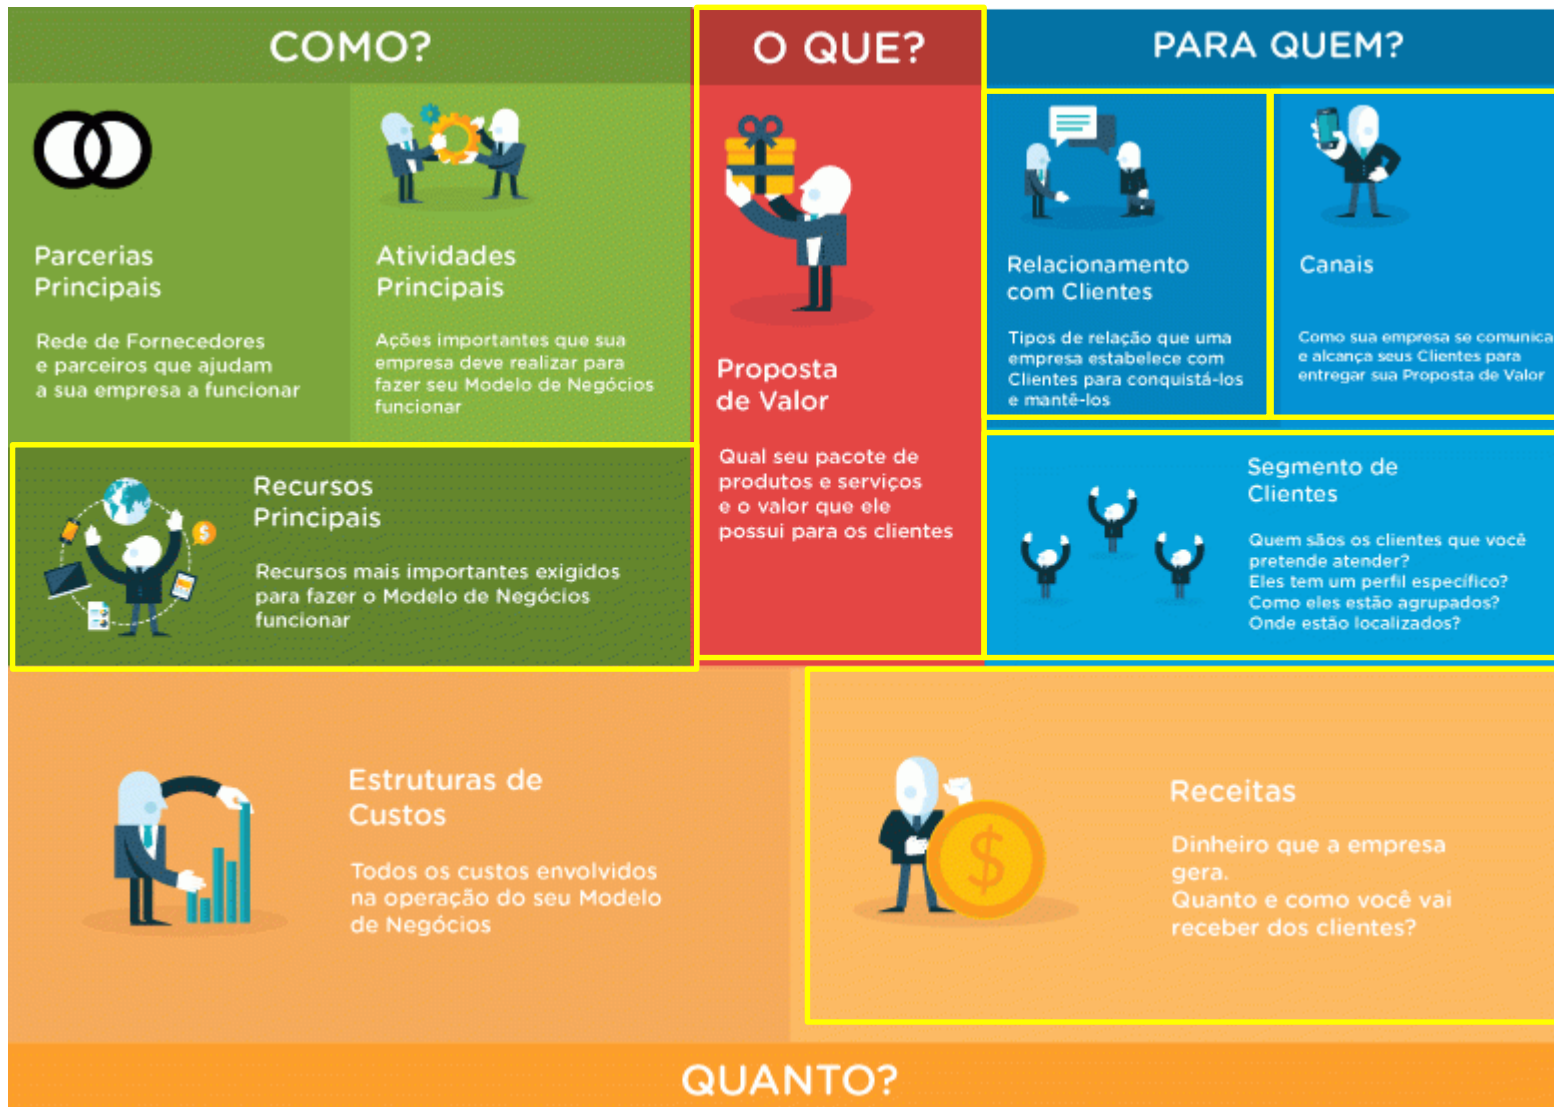 COMO?
O QUE?
PARA QUEM?
Parcerias
Principais
Rede de Fornecedores
e parceiros que ajudam
a sua empresa a funcionar
Atividades
Principais
Ações importantes que sua
empresa deve realizar para
fazer seu Modelo de Negócios
funcionar
Recursos
Principais
Recursos mais importantes exigidos
para fazer o Modelo de Negócios
funcionar
Proposta
de Valor
Qual seu pacote de
produtos e serviços
e o valor que ele
possui para os clientes
Relacionamento
com Clientes
Tipos de relação que uma
empresa estabelece com
Clientes para conquistá-los
e mantê-los
Canais
Como sua empresa se comunica
e alcança seus Clientes para
entregar sua Proposta de Valor
Segmento de
Clientes
Quem sãos os clientes que você
pretende atender?
Eles tem um perfil específico?
Como eles estão agrupados?
Onde estão localizados?
Estruturas de
Custos
Todos os custos envolvidos
na operação do seu Modelo
de Negócios
$
Receitas
Dinheiro que a empresa
gera.
Quanto e como você vai
receber dos clientes?
QUANTO?